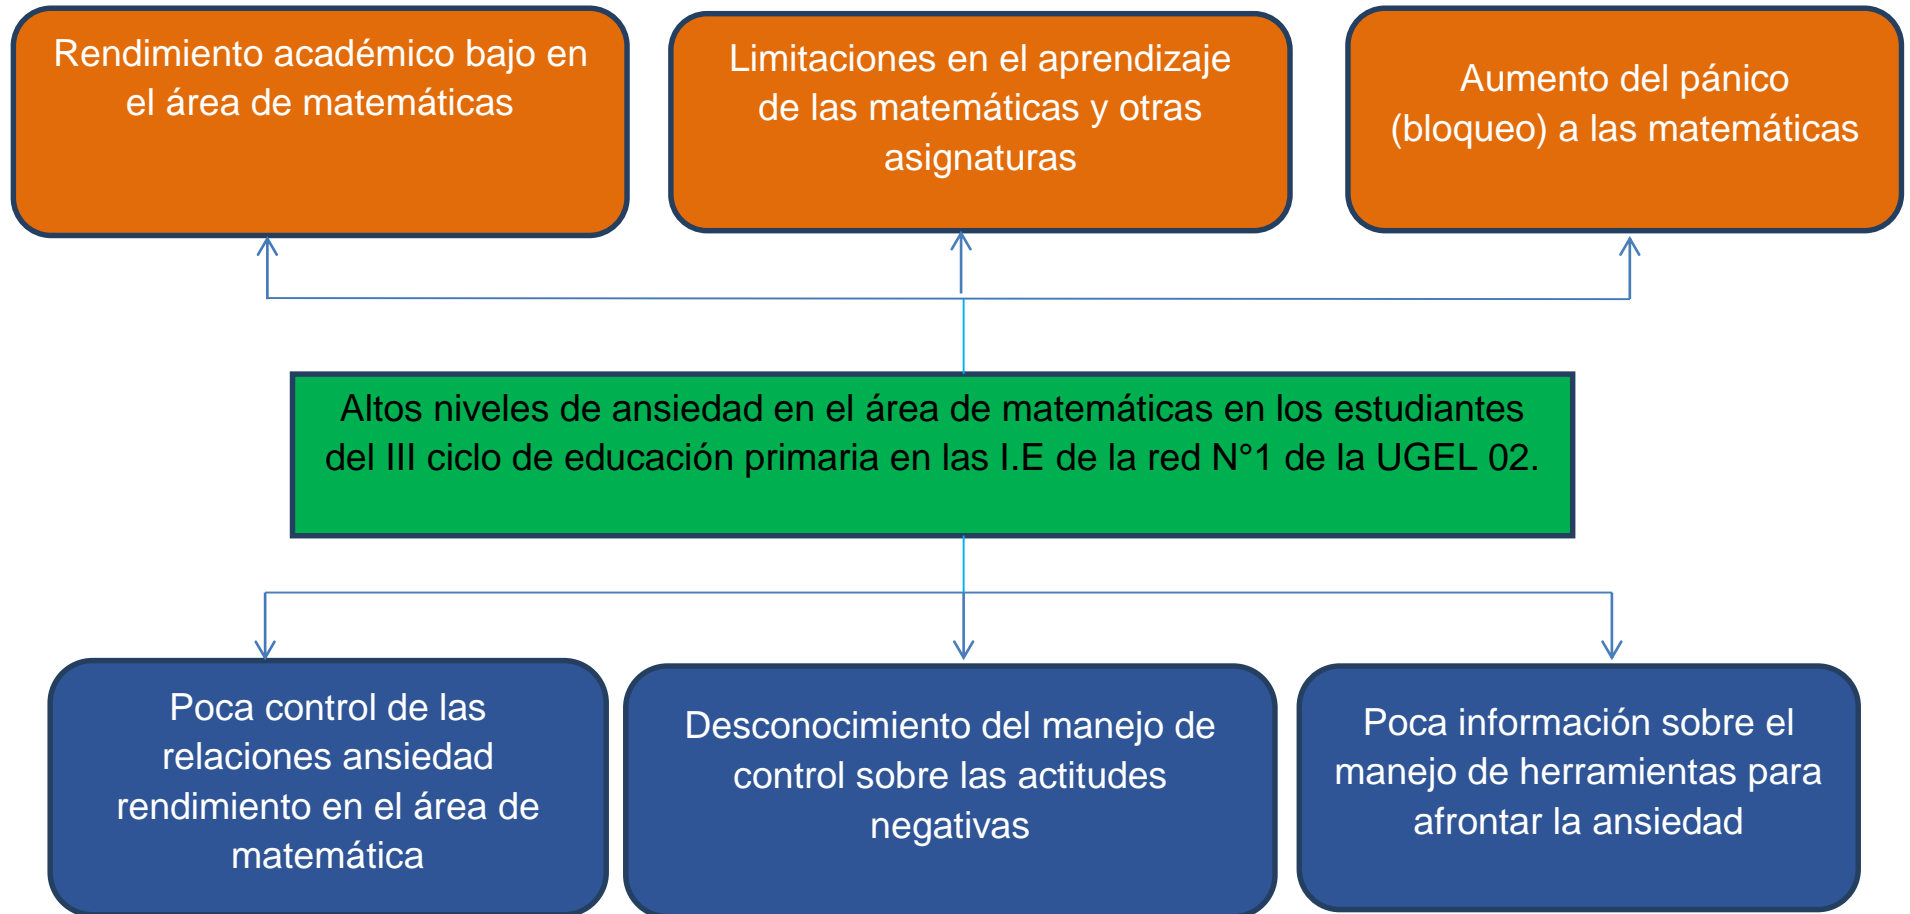 Rendimiento académico bajo en
el área de matemáticas
Limitaciones en el aprendizaje
de las matemáticas y otras
asignaturas
Aumento del pánico
(bloqueo) a las matemáticas
Altos niveles de ansiedad en el área de matemáticas en los estudiantes
del III ciclo de educación primaria en las I.E de la red N°1 de la UGEL 02.
Poca control de las
relaciones ansiedad
rendimiento en el área de
matemática
Desconocimiento del manejo de
control sobre las actitudes
negativas
Poca información sobre el
manejo de herramientas para
afrontar la ansiedad